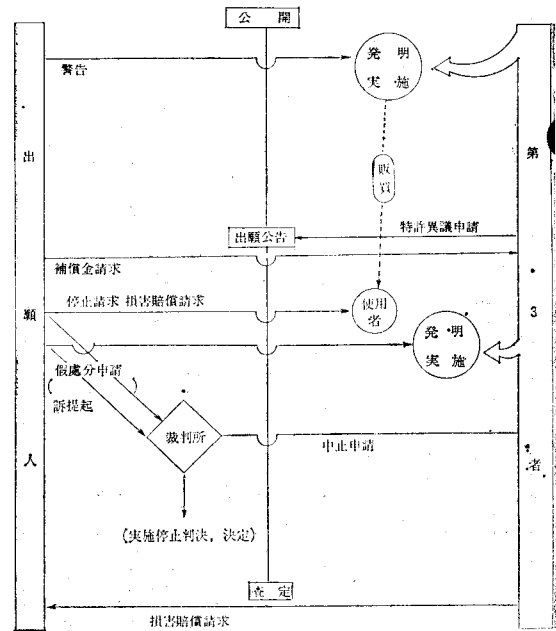 公開
警告
発明
実施
出願人
第3者
販買
特許異議申請
出願公告
補償金請求
停止請求 損害賠償請求
使用
者
発明
実施
(仮處分申請
訴提起)
裁判所
中止申請
(実施停止判決, 決定)
査定
損害賠償請求